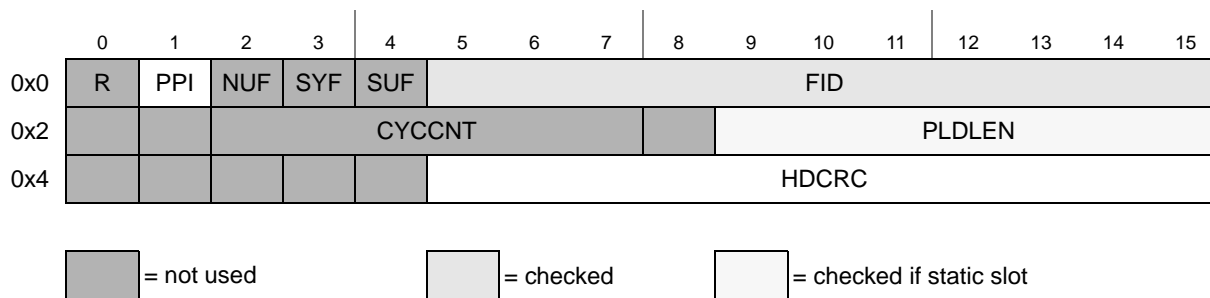 0 1 2 3 4 5 6 7 8 9 10 11 12 13 14 15
0x0 R PPI NUF SYF SUF FID
0x2 CYCCNT PLDLEN
0x4 HDCRC
= not used = checked = checked if static slot